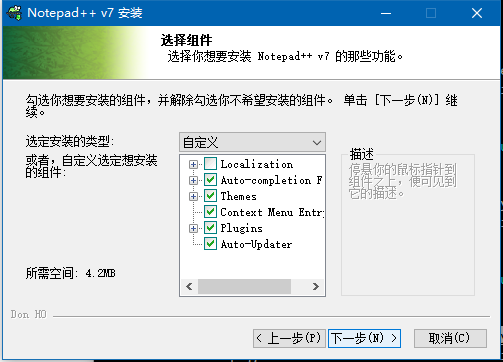 Notepad++ v7 安装
选择组件
选择你想要安装 Notepad++ v7 的那些功能。
勾选你想要安装的组件，并解除勾选你不希望安装的组件。 单击 [下一步(N)] 继
续。
选定安装的类型:
自定义
或者，自定义选定想安装
的组件:
Localization
Auto-completion F
Themes
Context Menu Entry
Plugins
Auto-Updater
描述
停悬你的鼠标指针到
组件之上，便可见到
它的描述。
所需空间: 4.2MB
Don HO
< 上一步(P)
下一步(N) >
取消(C)